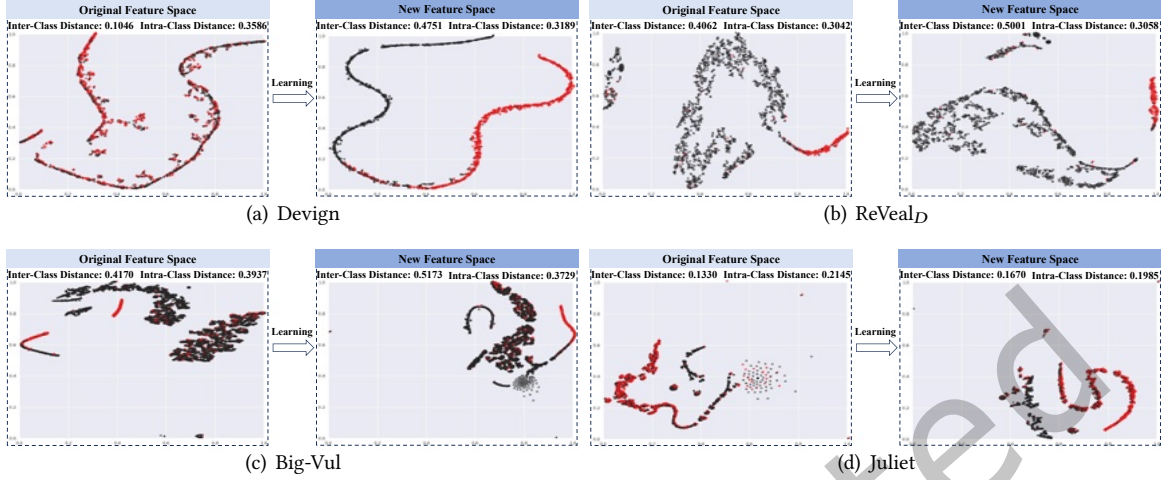 Original Feature Space
Inter-Class Distance: 0.1046 Intra-Class Distance: 0.3586
Learning
New Feature Space
Inter-Class Distance: 0.4751 Intra-Class Distance: 0.3189
(a) Devign
Original Feature Space
Inter-Class Distance: 0.4062 Intra-Class Distance: 0.3042
Learning
New Feature Space
Inter-Class Distance: 0.5001 Intra-Class Distance: 0.3058
(b) ReVealD
Original Feature Space
Inter-Class Distance: 0.4170 Intra-Class Distance: 0.3937
Learning
New Feature Space
Inter-Class Distance: 0.5173 Intra-Class Distance: 0.3729
(c) Big-Vul
Original Feature Space
Inter-Class Distance: 0.1330 Intra-Class Distance: 0.2145
Learning
New Feature Space
Inter-Class Distance: 0.1670 Intra-Class Distance: 0.1985
(d) Juliet
ted